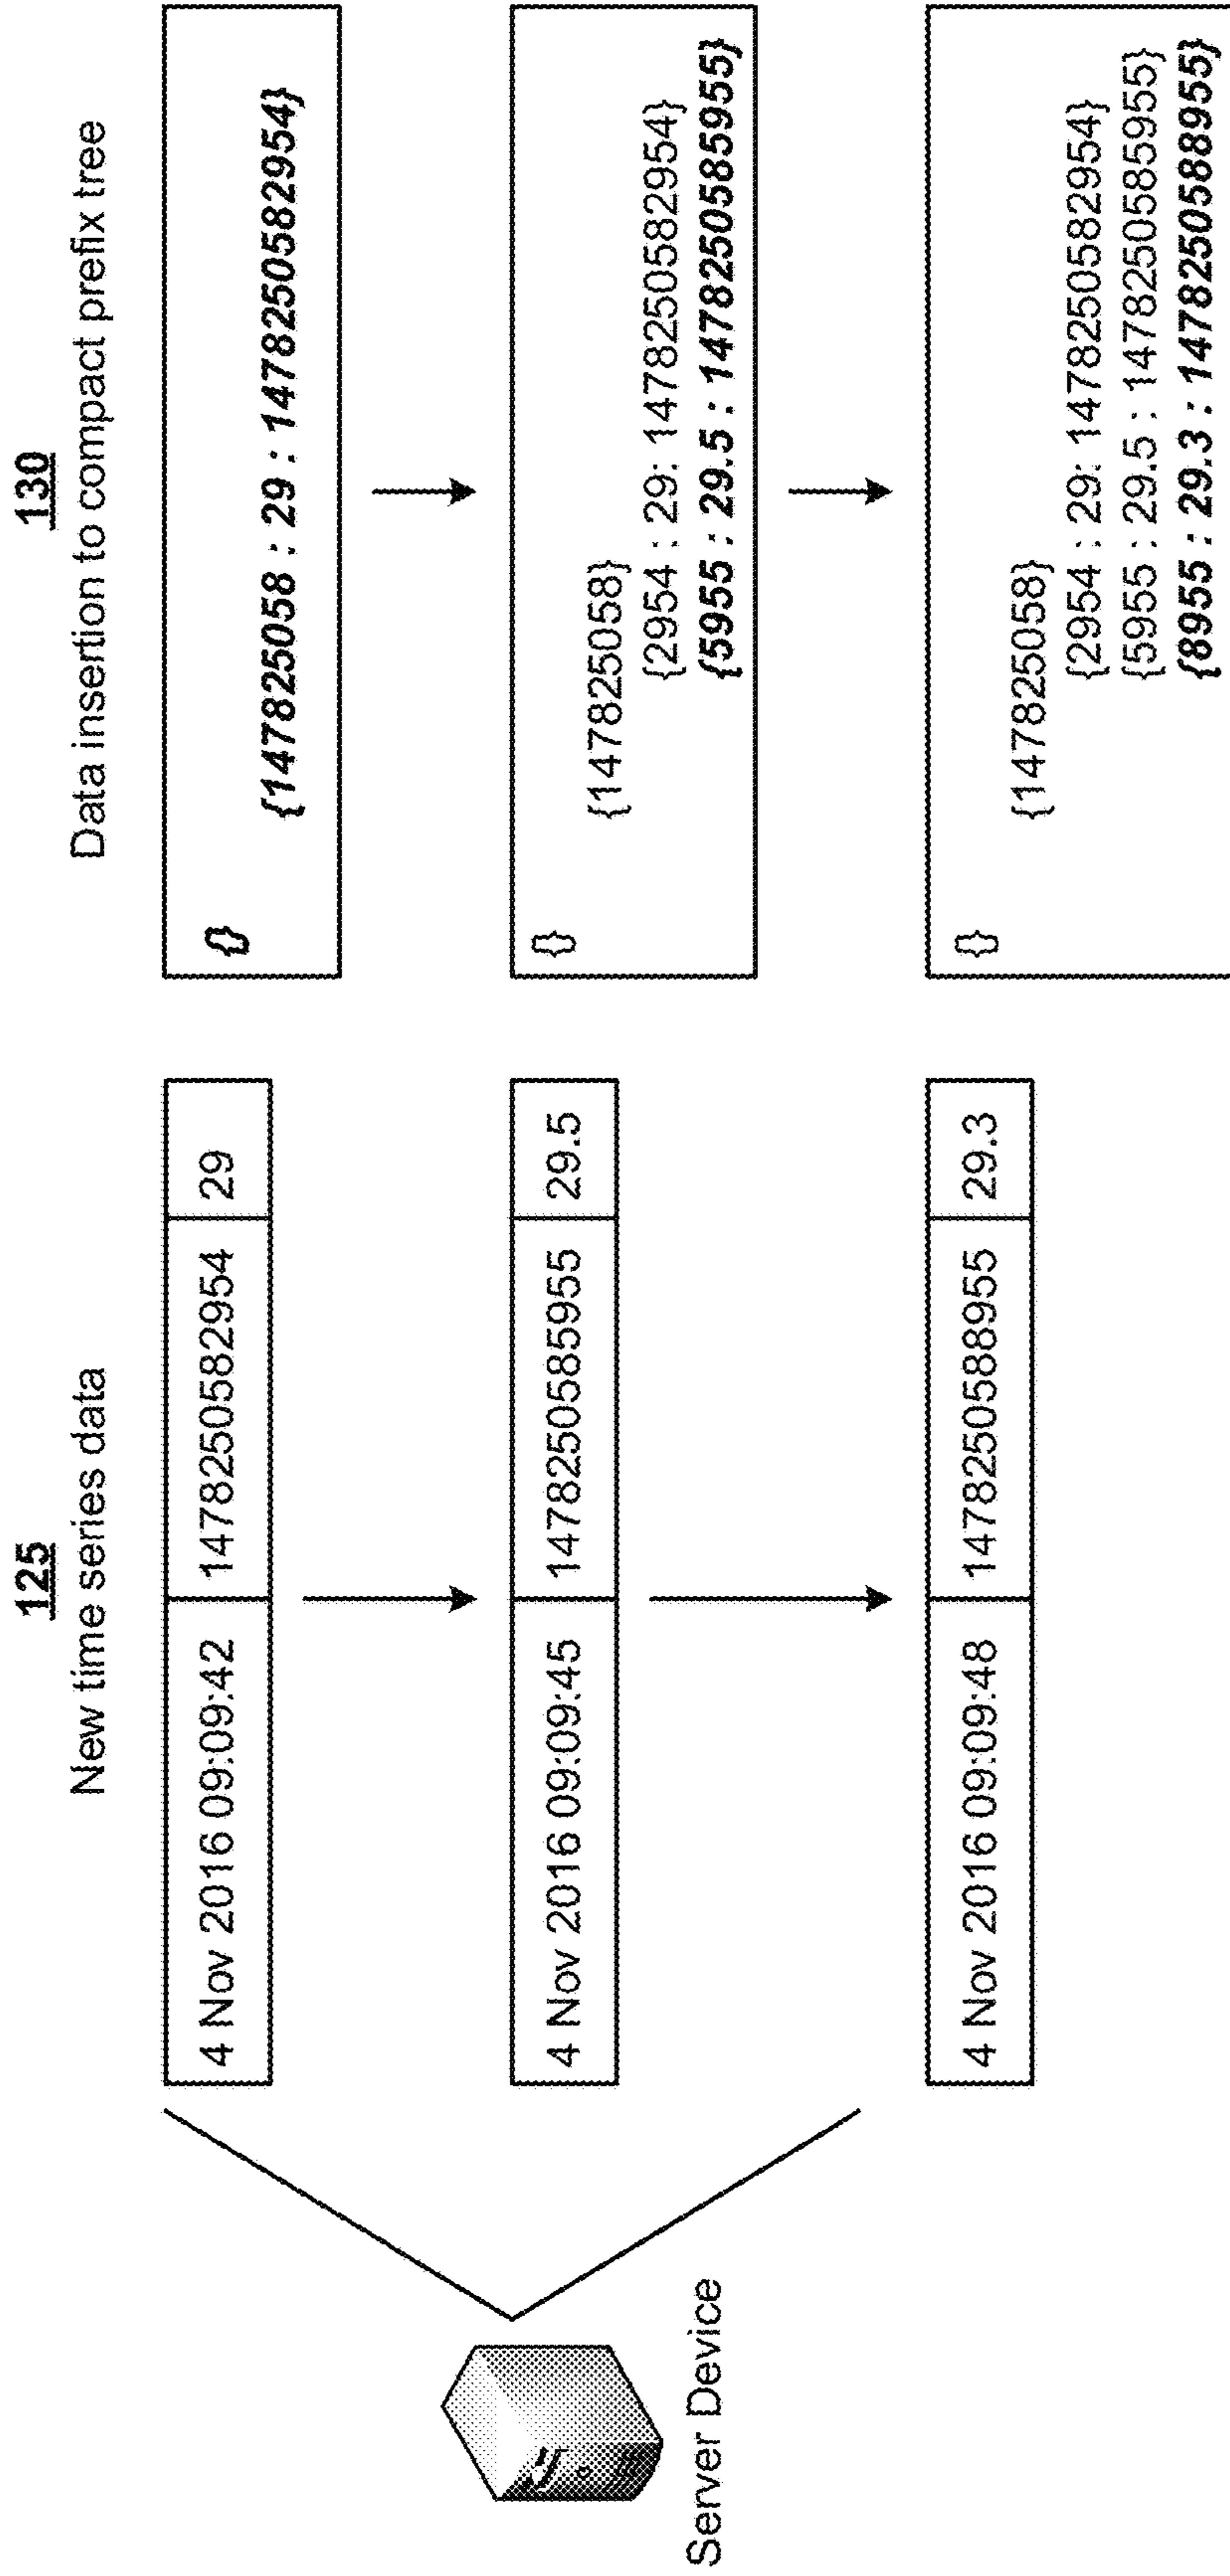 125
New time series data
4 Nov 2016 09:09:42 1478250582954 29
4 Nov 2016 09:09:45 1478250585955 29.5
4 Nov 2016 09:09:48 1478250588955 29.3
Server Device
130
Data insertion to compact prefix tree
{}
{147825058 : 29 : 1478250582954}
{}
{147825058}
{2954 : 29: 1478250582954}
{5955 : 29.5 : 1478250585955}
{}
{147825058}
{2954 : 29: 1478250582954}
{5955 : 29.5 : 1478250585955}
{8955 : 29.3 : 1478250588955}